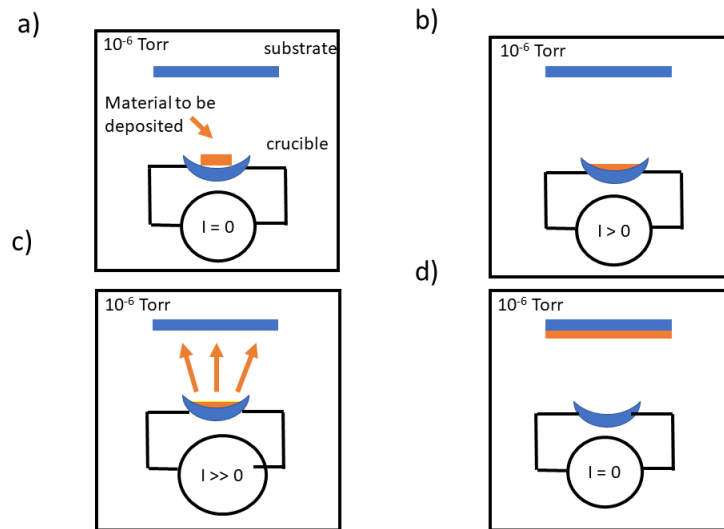 a)
10⁻⁶ Torr
substrate
Material to be
deposited
crucible
I = 0
b)
10⁻⁶ Torr
I > 0
c)
10⁻⁶ Torr
I >> 0
d)
10⁻⁶ Torr
I = 0